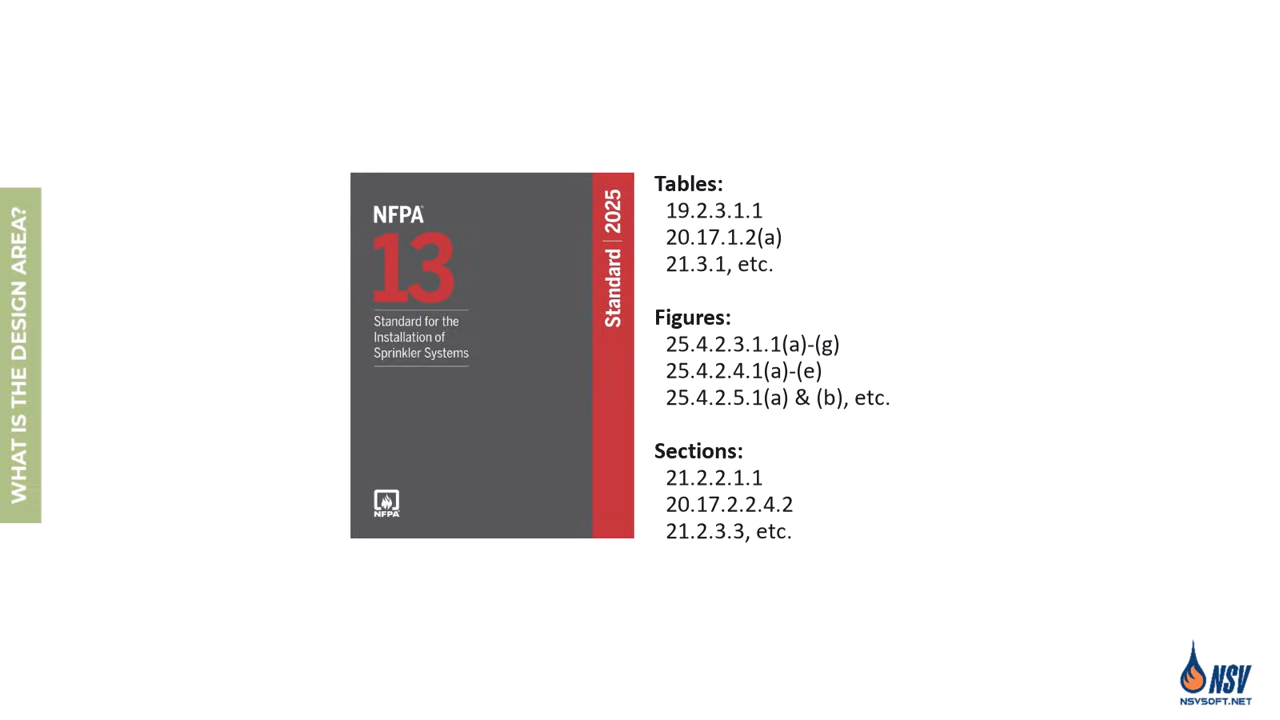 WHAT IS THE DESIGN AREA?
NFPA
13
Standard for the
Installation of
Sprinkler Systems
NFPA
Standard | 2025
Tables:
19.2.3.1.1
20.17.1.2(a)
21.3.1, etc.
Figures:
25.4.2.3.1.1(a)-(g)
25.4.2.4.1(a)-(e)
25.4.2.5.1(a) & (b), etc.
Sections:
21.2.2.1.1
20.17.2.2.4.2
21.2.3.3, etc.
NSV
NSVSOFT.NET